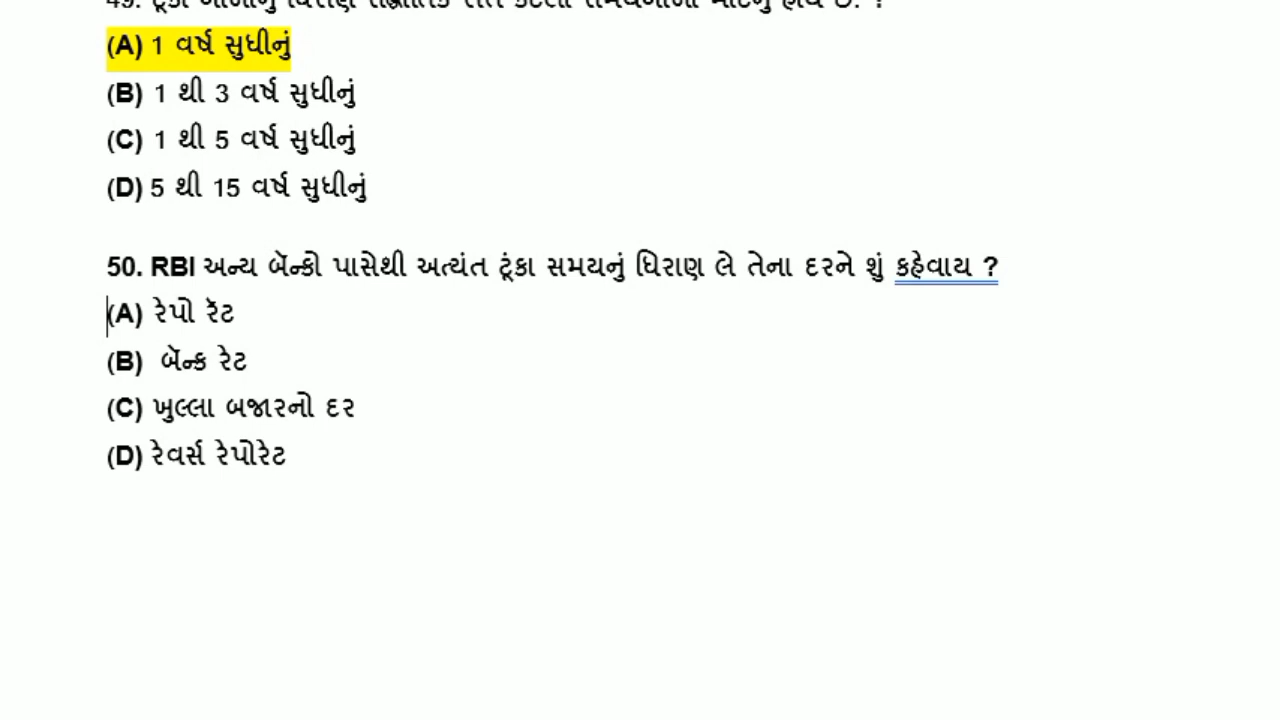 (A) 1 વર્ષ સુધીનું
(B) 1 થી 3 વર્ષ સુધીનું
(C) 1 થી 5 વર્ષ સુધીનું
(D) 5 થી 15 વર્ષ સુધીનું
50. RBI અન્ય બૅન્કો પાસેથી અત્યંત ટૂંકા સમયનું ધિરાણ લે તેના દરને શું કહેવાય ?
(A) રેપો રૅટ
(B) બૅન્ક રેટ
(C) ખુલ્લા બજારનો દર
(D) રેવર્સ રેપોરેટ